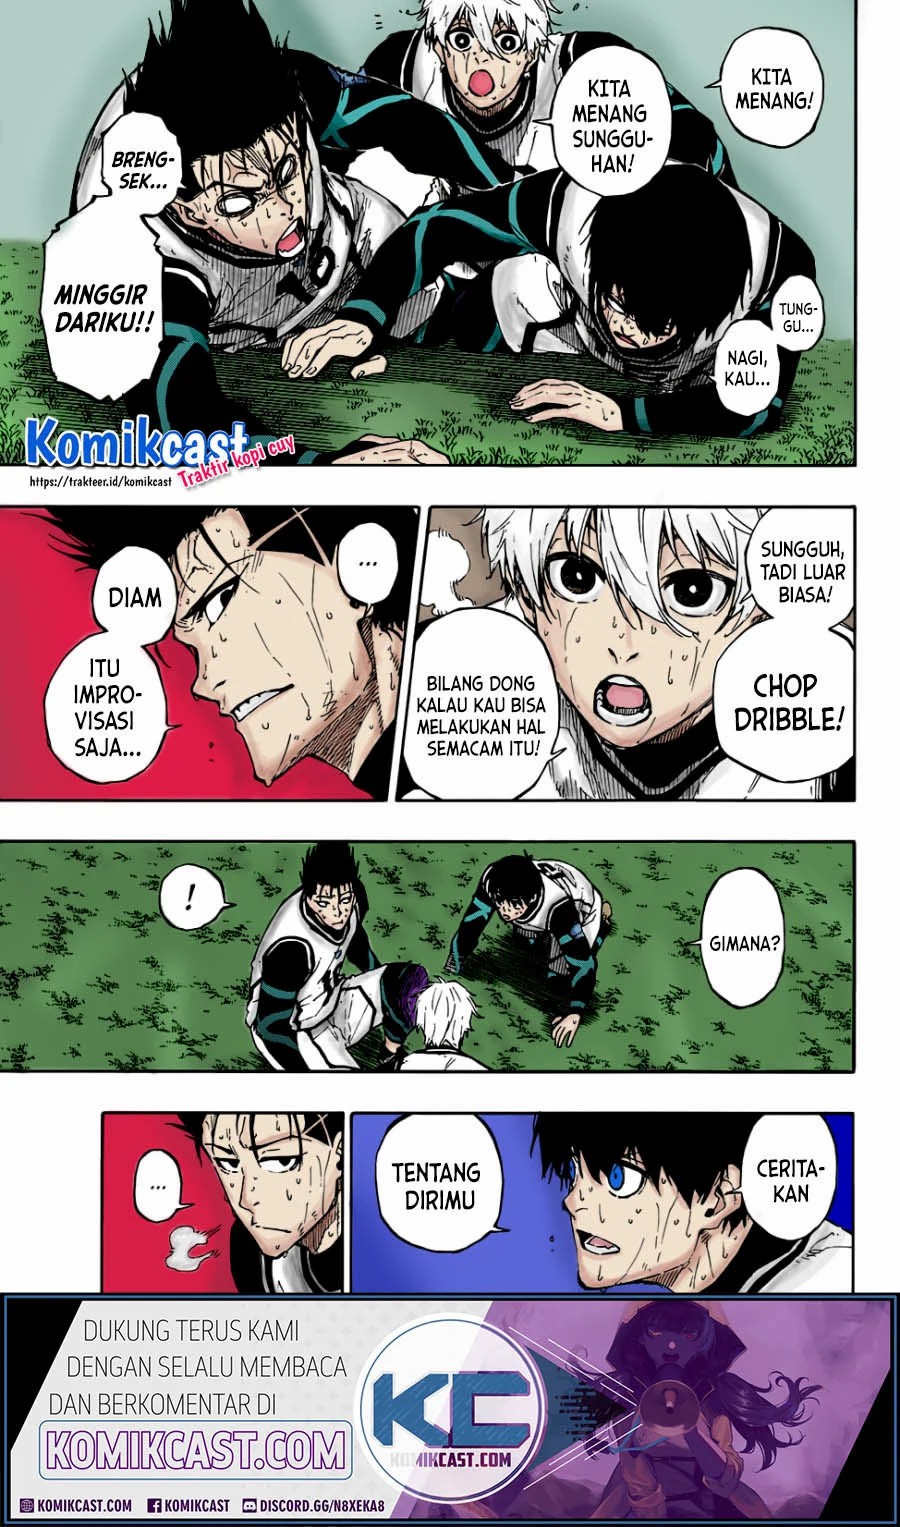 KITA
MENANG!
KITA
MENANG
SUNGGU-
HAN!
BRENG-
SEK...
MINGGIR
DARIKU!!
TUNG-
GU...
NAGI,
KAU...
Komikcast
Traktir kopi cuy
https://trakteer.id/komikcast
SUNGGUH,
TADI LUAR
BIASA!
CHOP
DRIBBLE!
BILANG DONG
KALAU KAU BISA
MELAKUKAN HAL
SEMACAM ITU!
...
DIAM
ITU
IMPRO-
VISASI
SAJA...
GIMANA?
!
CERITA-
KAN
TENTANG
DIRIMU
...
DUKUNG TERUS KAMI
DENGAN SELALU MEMBACA
DAN BERKOMENTAR DI
KOMIKCAST.COM
KC
KOMIKCAST.COM
KOMIKCAST.COM
KOMIKCAST
DISCORD.GG/N8XEKA8